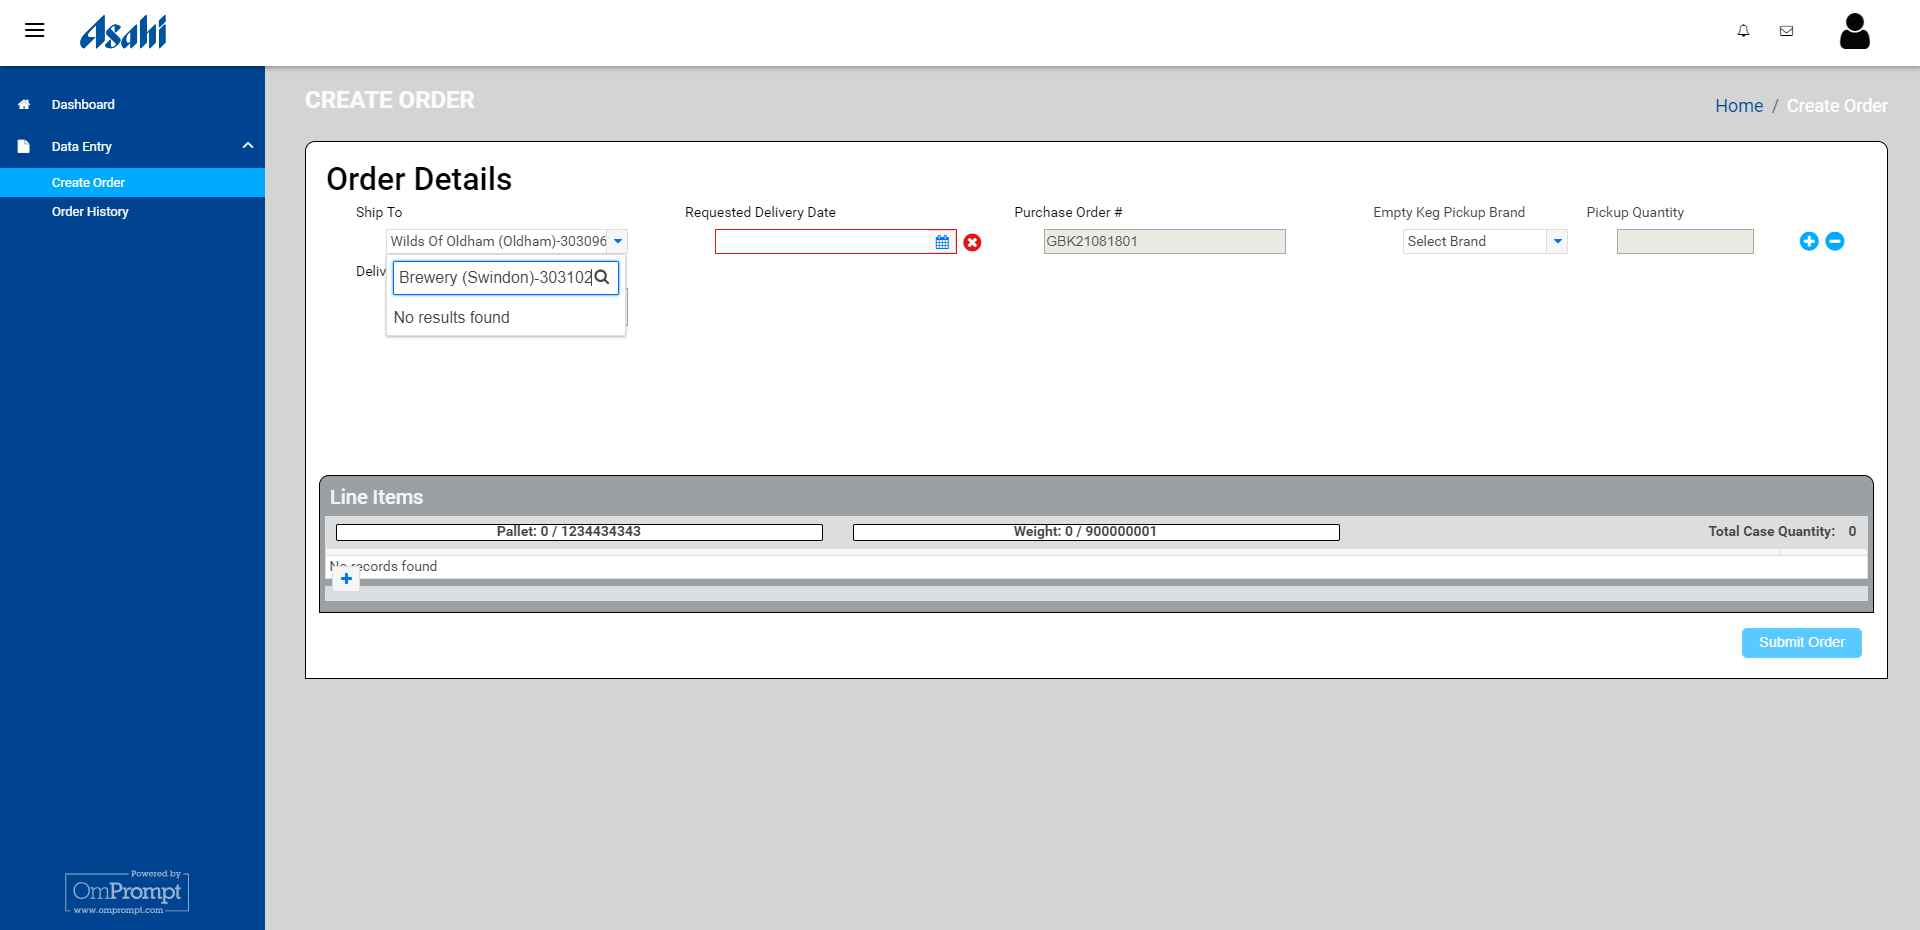 Asahi
Dashboard
Data Entry
Create Order
Order History
CREATE ORDER
Home / Create Order
Order Details
Ship To
Requested Delivery Date
Purchase Order #
Empty Keg Pickup Brand
Pickup Quantity
Wilds Of Oldham (Oldham)-303096
GBK21081801
Select Brand
Brewery (Swindon)-303102
No results found
Line Items
Pallet: 0 / 1234434343
Weight: 0 / 900000001
Total Case Quantity: 0
records found
Submit Order
Powered by
OmPrompt
www.omprompt.com